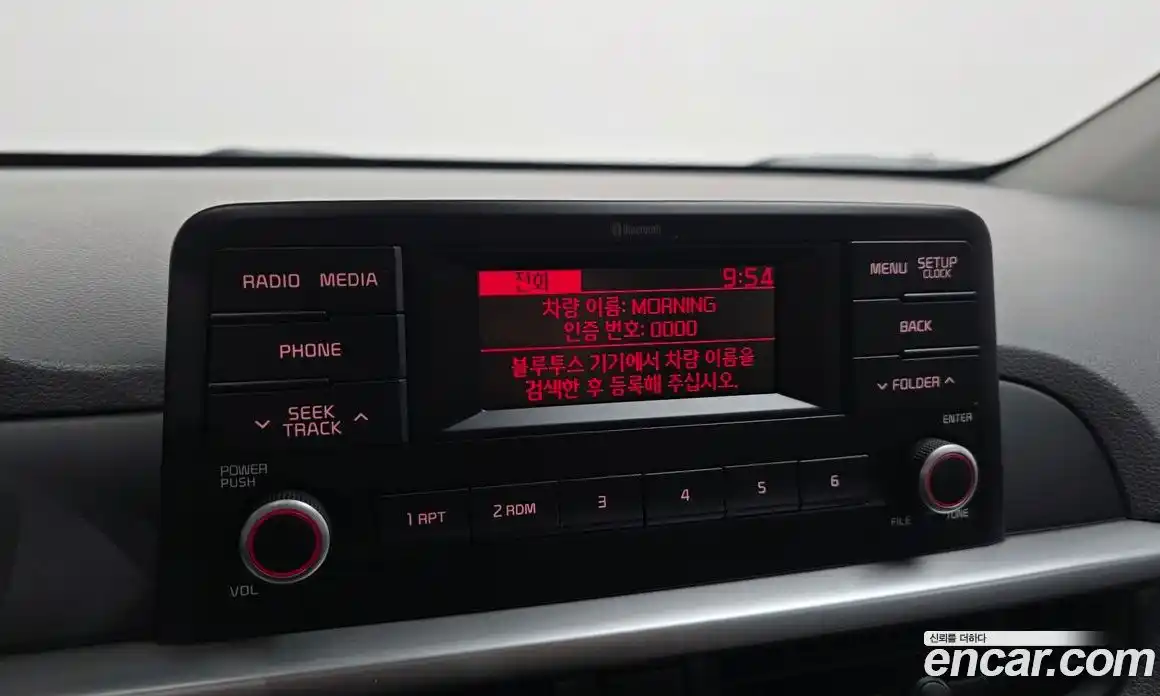 Bluetooth
RADIO MEDIA
전화 9:54
MENU SETUP
CLOCK
차량 이름: MORNING
인증 번호: 0000
PHONE
BACK
블루투스 기기에서 차량 이름을
검색한 후 등록해 주십시오.
SEEK
TRACK
FOLDER
ENTER
POWER
PUSH
1 RPT 2 RDM 3 4 5 6
FILE TUNE
VOL
신뢰를 더하다
encar.com